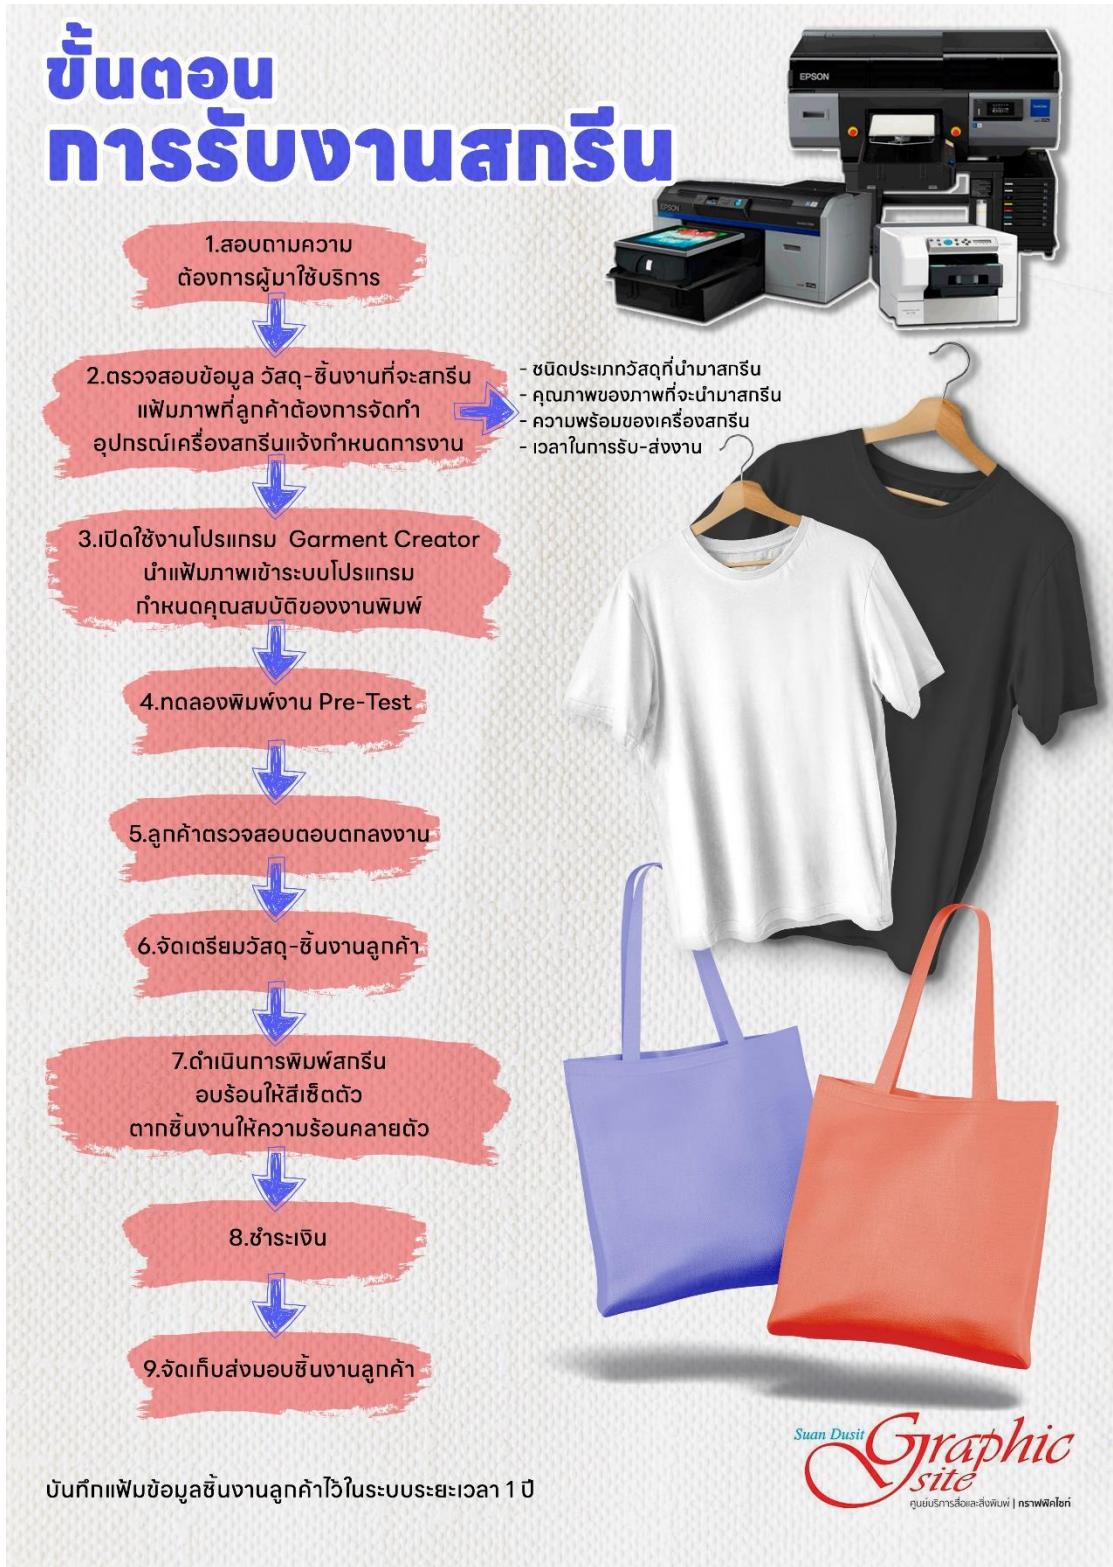 ขั้นตอน
การรับงานสกรีน
EPSON
EPSON
1.สอบถามความ
ต้องการผู้มาใช้บริการ
2.ตรวจสอบข้อมูล วัสดุ-ชิ้นงานที่จะสกรีน
แฟ้มภาพที่ลูกค้าต้องการจัดทำ
อุปกรณ์เครื่องสกรีนแจ้งกำหนดการงาน
- ชนิดประเภทวัสดุที่นำมาสกรีน
- คุณภาพของภาพที่จะนำมาสกรีน
- ความพร้อมของเครื่องสกรีน
- เวลาในการรับ-ส่งงาน
3.เปิดใช้งานโปรแกรม Garment Creator
นำแฟ้มภาพเข้าระบบโปรแกรม
กำหนดคุณสมบัติของงานพิมพ์
4.ทดลองพิมพ์งาน Pre-Test
5.ลูกค้าตรวจสอบตอบตกลงงาน
6.จัดเตรียมวัสดุ-ชิ้นงานลูกค้า
7.ดำเนินการพิมพ์สกรีน
อบร้อนให้สีเซ็ตตัว
ตากชิ้นงานให้ความร้อนคลายตัว
8.ชำระเงิน
9.จัดเก็บส่งมอบชิ้นงานลูกค้า
บันทึกแฟ้มข้อมูลชิ้นงานลูกค้าไว้ในระบบระยะเวลา 1 ปี
Suan Dusit Graphic
site
ศูนย์บริการสื่อและสิ่งพิมพ์ | กราฟฟิคไซท์